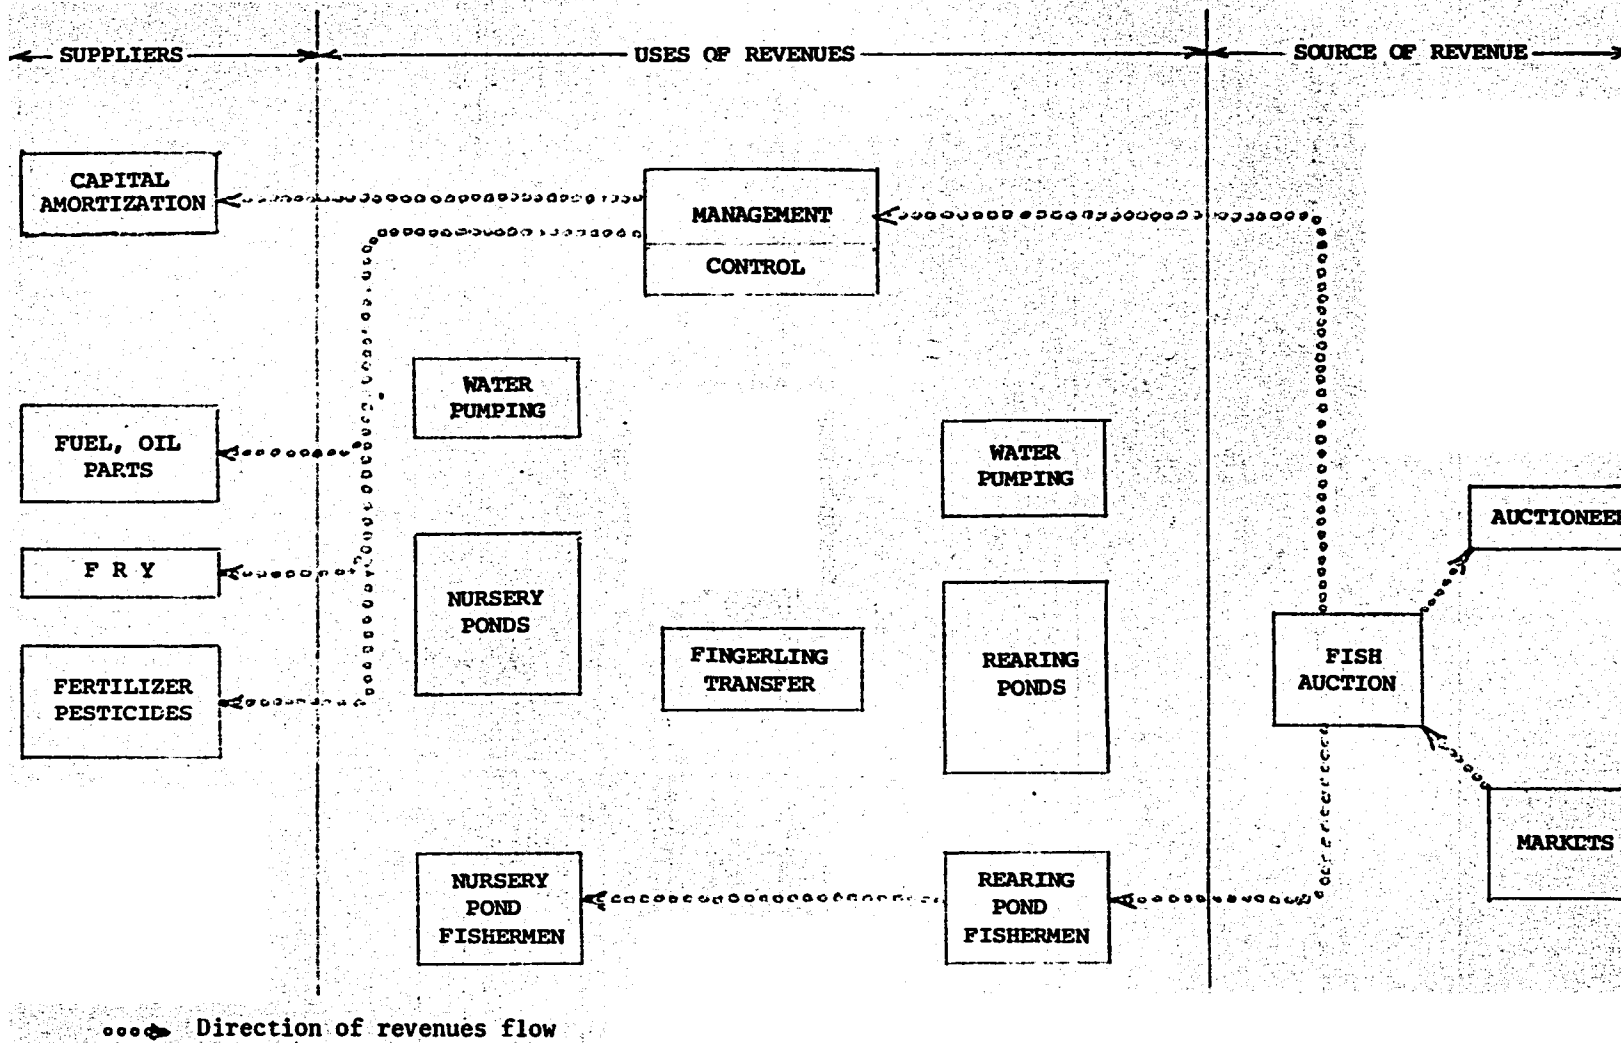 SUPPLIERS
USES OF REVENUES
SOURCE OF REVENUE
CAPITAL
AMORTIZATION
MANAGEMENT
CONTROL
WATER
PUMPING
FUEL, OIL
PARTS
WATER
PUMPING
AUCTIONEER
F R Y
NURSERY
PONDS
FINGERLING
TRANSFER
REARING
PONDS
FISH
AUCTION
FERTILIZER
PESTICIDES
MARKETS
NURSERY
POND
FISHERMEN
REARING
POND
FISHERMEN
Direction of revenues flow